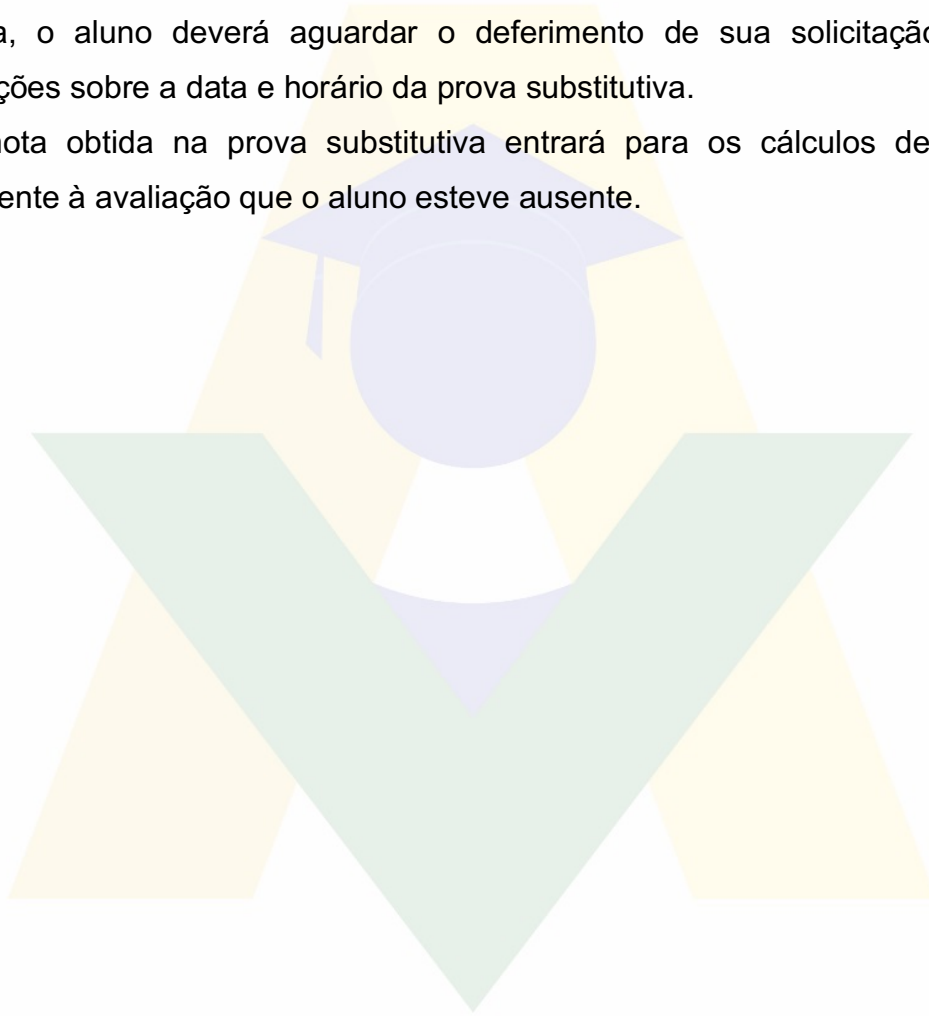 a, o aluno deverá aguardar o deferimento de sua solicitação
ções sobre a data e horário da prova substitutiva.
nota obtida na prova substitutiva entrará para os cálculos de
ente à avaliação que o aluno esteve ausente.